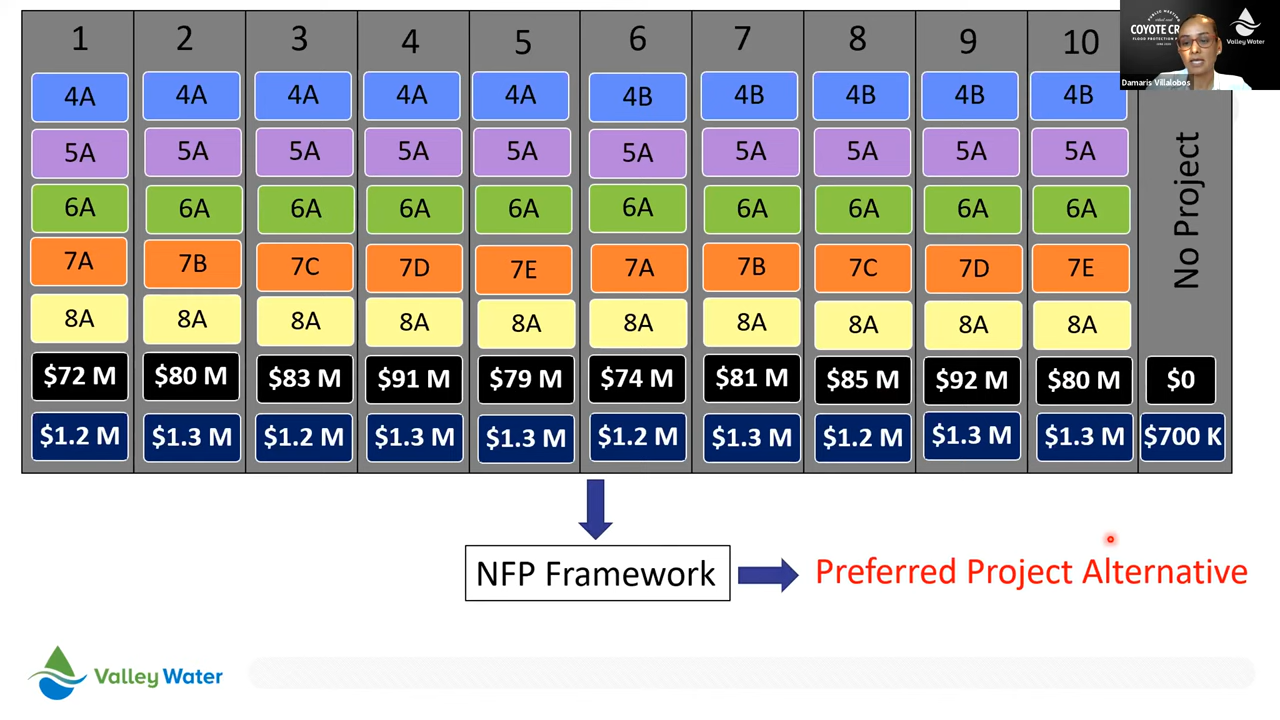 1 2 3 4 5 6 7 8 9 10
4A 4A 4A 4A 4A 4B 4B 4B 4B 4B
5A 5A 5A 5A 5A 5A 5A 5A 5A 5A
6A 6A 6A 6A 6A 6A 6A 6A 6A 6A
7A 7B 7C 7D 7E 7A 7B 7C 7D 7E
8A 8A 8A 8A 8A 8A 8A 8A 8A 8A
$72 M $80 M $83 M $91 M $79 M $74 M $81 M $85 M $92 M $80 M $0
$1.2 M $1.3 M $1.2 M $1.3 M $1.3 M $1.2 M $1.3 M $1.2 M $1.3 M $1.3 M $700 K
No Project
NFP Framework
Preferred Project Alternative
Valley Water
PUBLIC MEETING
COYOTE CR
FLOOD PROTECTION
Valley Water
Damaris Villalobos